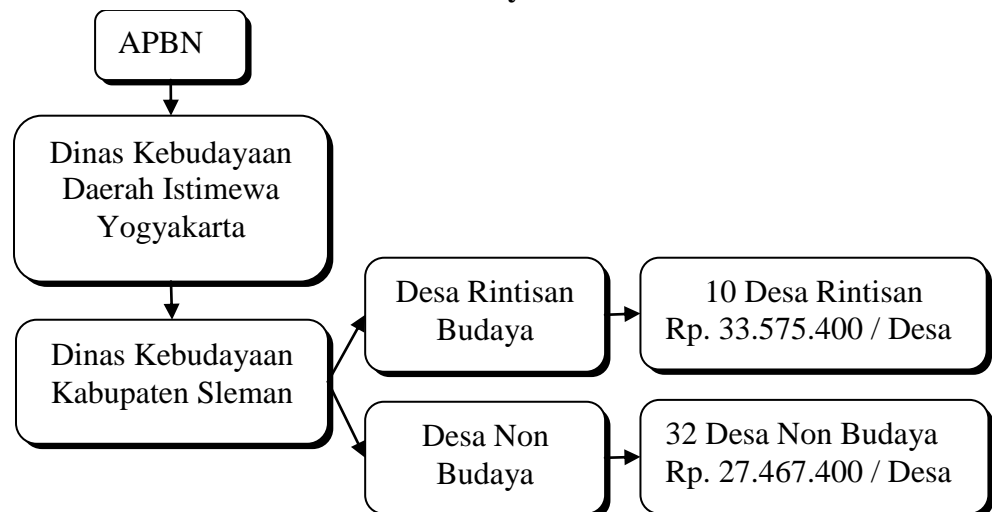 APBN
Dinas Kebudayaan
Daerah Istimewa
Yogyakarta
Dinas Kebudayaan
Kabupaten Sleman
Desa Rintisan
Budaya
10 Desa Rintisan
Rp. 33.575.400 / Desa
Desa Non
Budaya
32 Desa Non Budaya
Rp. 27.467.400 / Desa